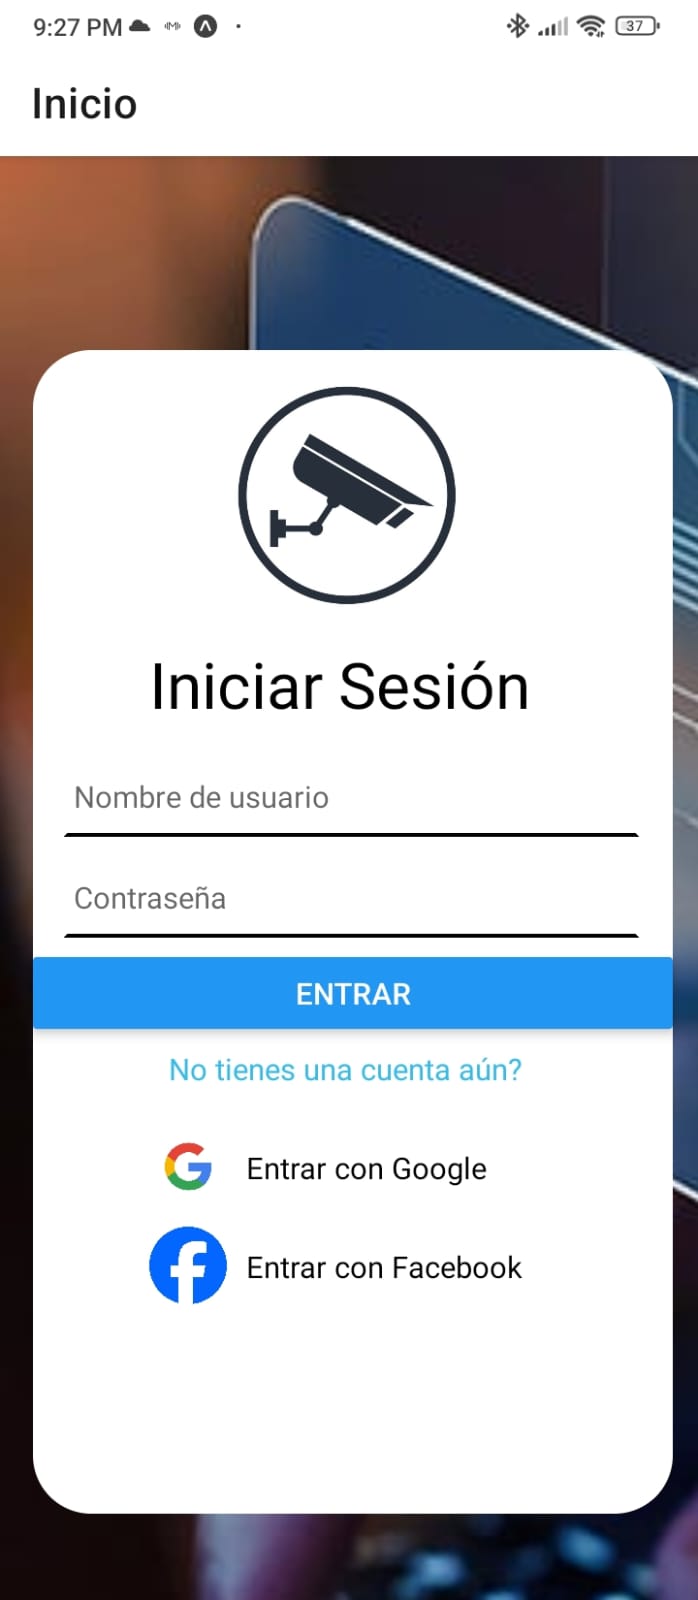 9:27 PM
37
Inicio
Iniciar Sesión
Nombre de usuario
Contraseña
ENTRAR
No tienes una cuenta aún?
Entrar con Google
Entrar con Facebook